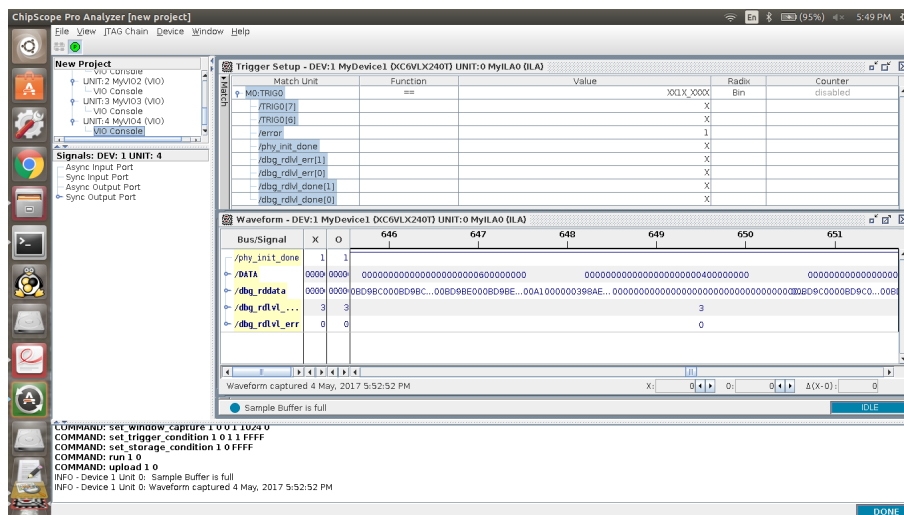 ChipScope Pro Analyzer [new project]
En
(95%)
5:49 PM
File View JTAG Chain Device Window Help
New Project
VIO Console
UNIT:2 MyVIO2 (VIO)
VIO Console
UNIT:3 MyVIO3 (VIO)
VIO Console
UNIT:4 MyVIO4 (VIO)
VIO Console
Signals: DEV: 1 UNIT: 4
Async Input Port
Sync Input Port
Async Output Port
Sync Output Port
Trigger Setup - DEV:1 MyDevice1 (XC6VLX240T) UNIT:0 MyILA0 (ILA)
Match
Match Unit Function Value Radix Counter
M0:TRIG0 == XX1X_XXXX Bin disabled
/TRIG0[7] X
/TRIG0[6] X
/error 1
/phy_init_done X
/dbg_rdlvl_err[1] X
/dbg_rdlvl_err[0] X
/dbg_rdlvl_done[1] X
/dbg_rdlvl_done[0] X
Waveform - DEV:1 MyDevice1 (XC6VLX240T) UNIT:0 MyILA0 (ILA)
Bus/Signal X O 646 647 648 649 650 651
/phy_init_done 1 1
/DATA 0000 0000
/dbg_rddata 0000 0000
/dbg_rdlvl_... 3 3 3
/dbg_rdlvl_err 0 0 0
Waveform captured 4 May, 2017 5:52:52 PM X: 0 O: 0 Δ(X-O): 0
Sample Buffer is full IDLE
COMMAND: set_window_capture 1 0 0 1 1024 0
COMMAND: set_trigger_condition 1 0 1 1 FFFF
COMMAND: set_storage_condition 1 0 FFFF
COMMAND: run 1 0
COMMAND: upload 1 0
INFO - Device 1 Unit 0: Sample Buffer is full
INFO - Device 1 Unit 0: Waveform captured 4 May, 2017 5:52:52 PM
DONE